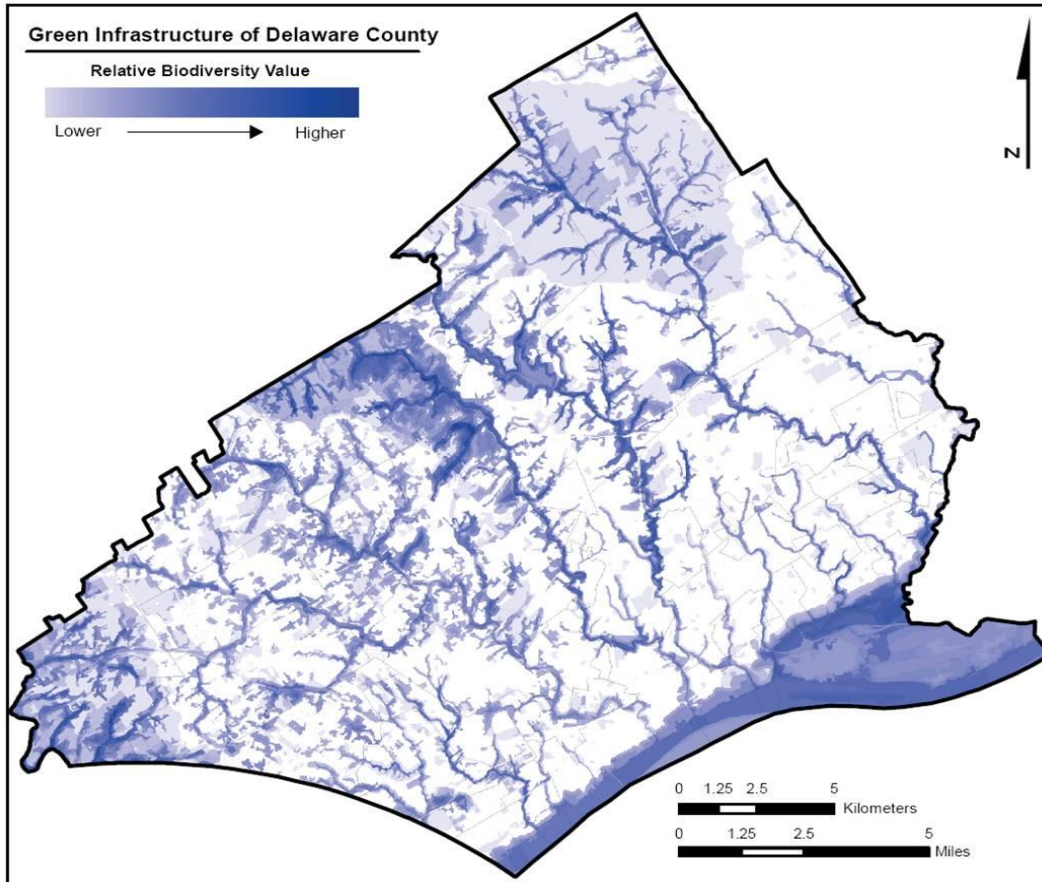 Green Infrastructure of Delaware County
Relative Biodiversity Value
Lower Higher
N
0 1.25 2.5 5
Kilometers
0 1.25 2.5 5
Miles